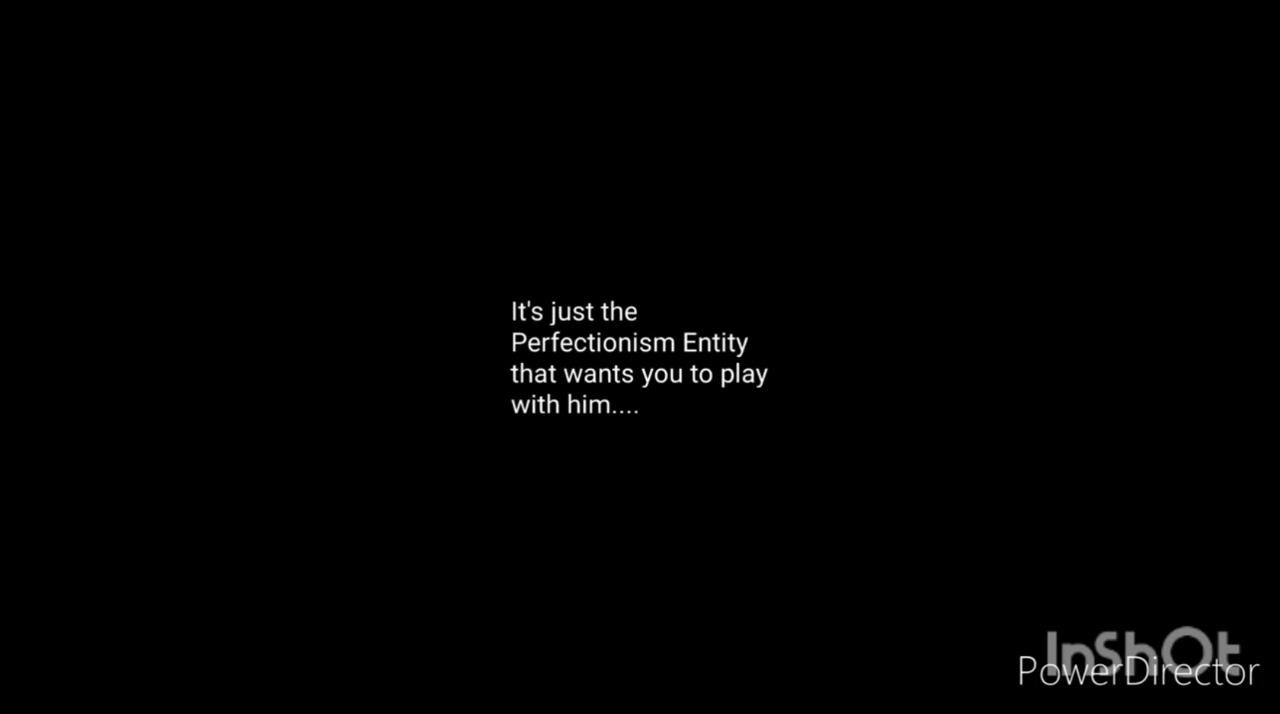 It's just the
Perfectionism Entity
that wants you to play
with him....
InShOt
PowerDirector